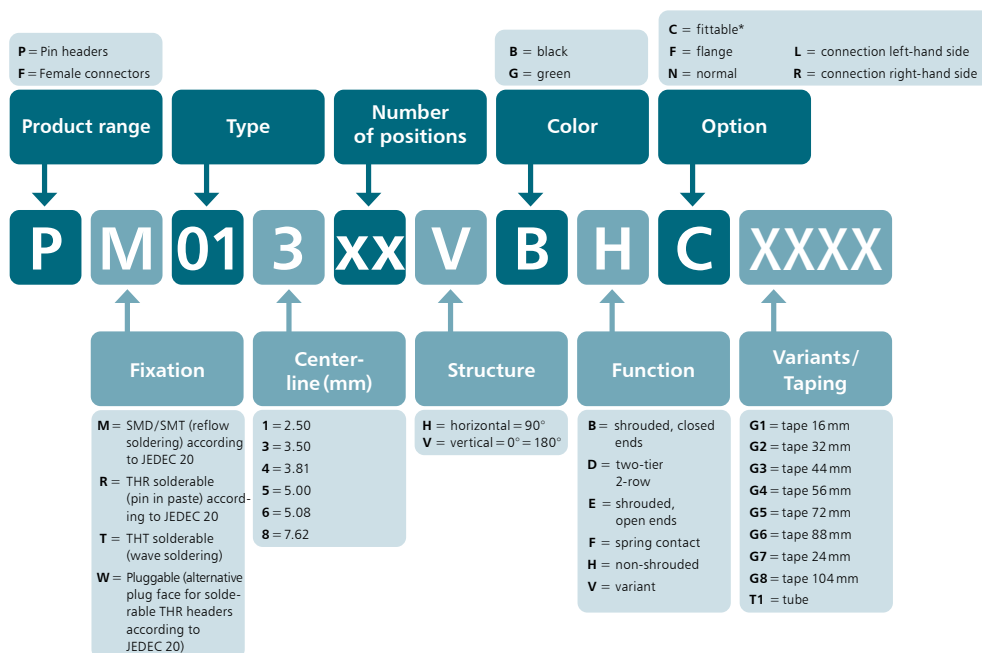 P = Pin headers
F = Female connectors
B = black
G = green
C = fittable*
F = flange
L = connection left-hand side
N = normal
R = connection right-hand side
Product range
Type
Number
of positions
Color
Option
P M 01 3 xx V B H C XXXX
Fixation
Center-
line (mm)
Structure
Function
Variants/
Taping
M = SMD/SMT (reflow
soldering) according
to JEDEC 20
R = THR solderable
(pin in paste) accord-
ing to JEDEC 20
T = THT solderable
(wave soldering)
W = Pluggable (alternative
plug face for solde-
rable THR headers
according to
JEDEC 20)
1 = 2.50
3 = 3.50
4 = 3.81
5 = 5.00
6 = 5.08
8 = 7.62
H = horizontal = 90°
V = vertical = 0° = 180°
B = shrouded, closed
ends
D = two-tier
2-row
E = shrouded,
open ends
F = spring contact
H = non-shrouded
V = variant
G1 = tape 16 mm
G2 = tape 32 mm
G3 = tape 44 mm
G4 = tape 56 mm
G5 = tape 72 mm
G6 = tape 88 mm
G7 = tape 24 mm
G8 = tape 104 mm
T1 = tube